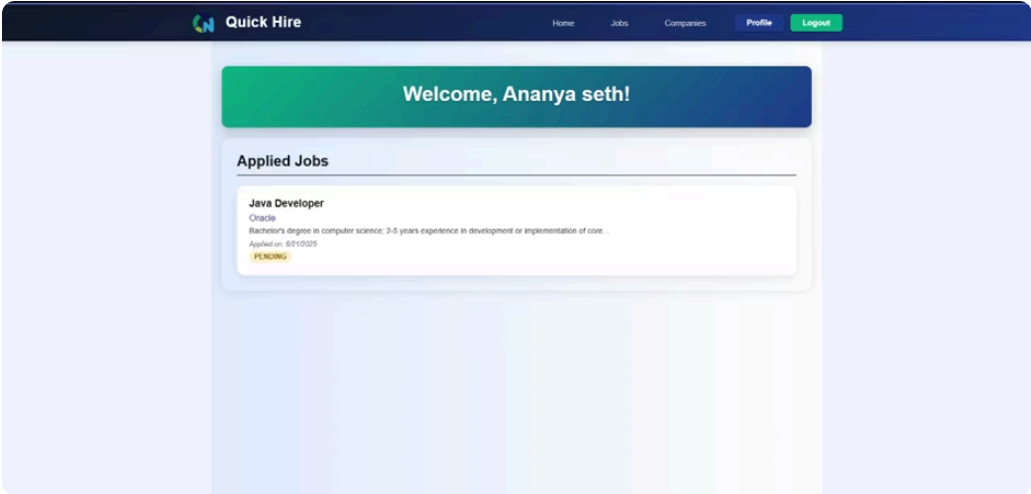 Quick Hire
Home
Jobs
Companies
Profile
Logout
Welcome, Ananya seth!
Applied Jobs
Java Developer
Oracle
Bachelor's degree in computer science; 2-5 years experience in development or implementation of core...
Applied on: 6/21/2025
PENDING